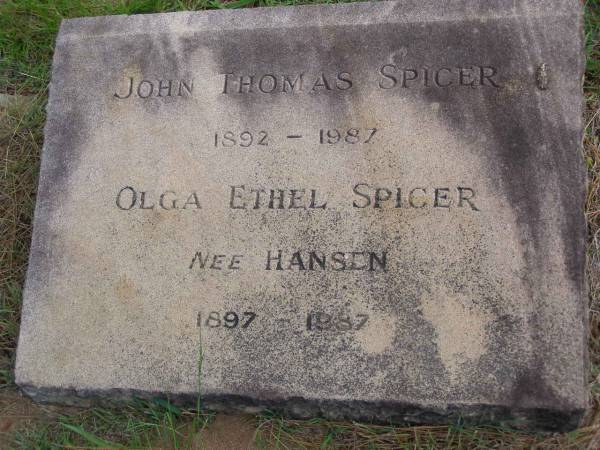 JOHN THOMAS SPICER
1892 - 1987
OLGA ETHEL SPICER
NEE HANSEN
1897 - 1987